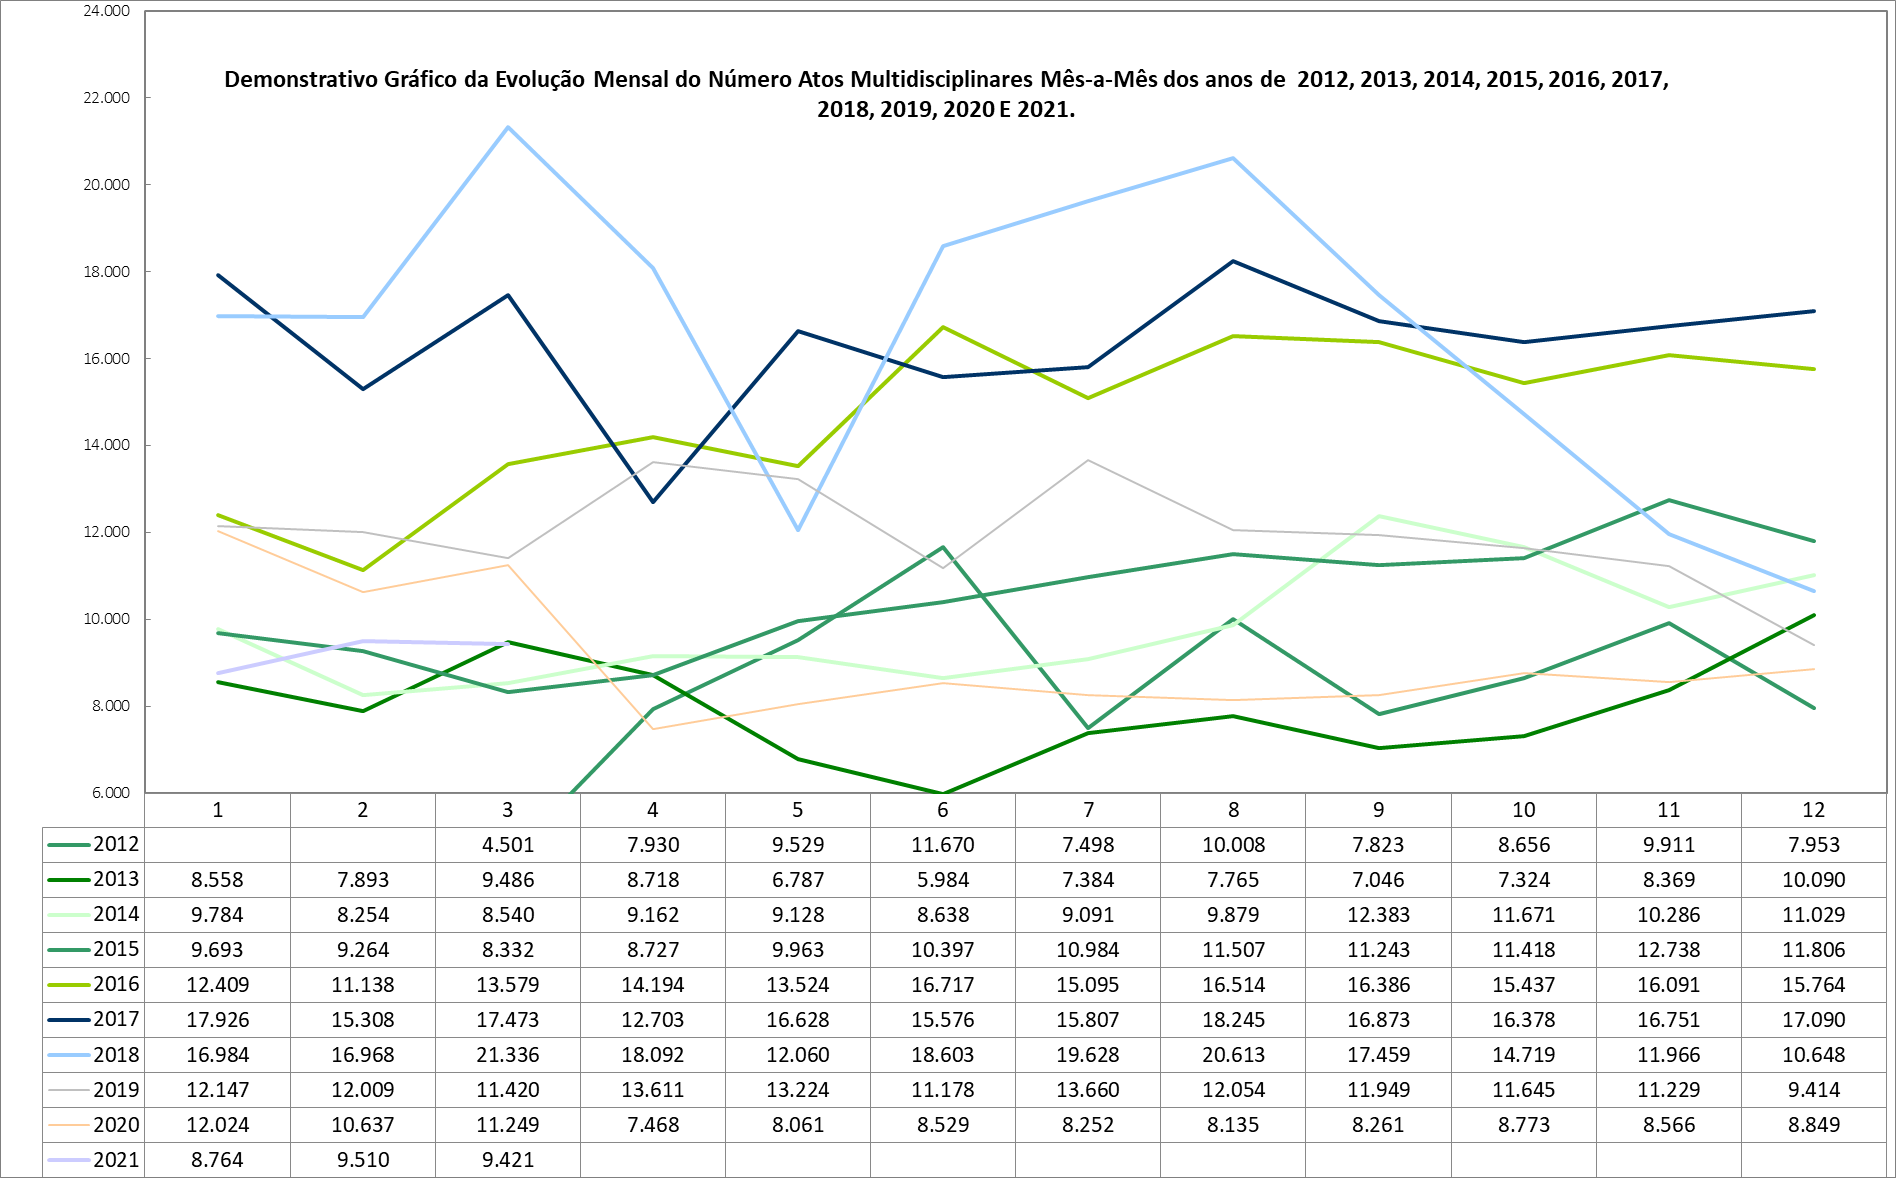 24.000
Demonstrativo Gráfico da Evolução Mensal do Número Atos Multidisciplinares Mês-a-Mês dos anos de 2012, 2013, 2014, 2015, 2016, 2017,
2018, 2019, 2020 E 2021.
22.000
20.000
18.000
16.000
14.000
12.000
10.000
8.000
6.000
1 2 3 4 5 6 7 8 9 10 11 12
2012 4.501 7.930 9.529 11.670 7.498 10.008 7.823 8.656 9.911 7.953
2013 8.558 7.893 9.486 8.718 6.787 5.984 7.384 7.765 7.046 7.324 8.369 10.090
2014 9.784 8.254 8.540 9.162 9.128 8.638 9.091 9.879 12.383 11.671 10.286 11.029
2015 9.693 9.264 8.332 8.727 9.963 10.397 10.984 11.507 11.243 11.418 12.738 11.806
2016 12.409 11.138 13.579 14.194 13.524 16.717 15.095 16.514 16.386 15.437 16.091 15.764
2017 17.926 15.308 17.473 12.703 16.628 15.576 15.807 18.245 16.873 16.378 16.751 17.090
2018 16.984 16.968 21.336 18.092 12.060 18.603 19.628 20.613 17.459 14.719 11.966 10.648
2019 12.147 12.009 11.420 13.611 13.224 11.178 13.660 12.054 11.949 11.645 11.229 9.414
2020 12.024 10.637 11.249 7.468 8.061 8.529 8.252 8.135 8.261 8.773 8.566 8.849
2021 8.764 9.510 9.421